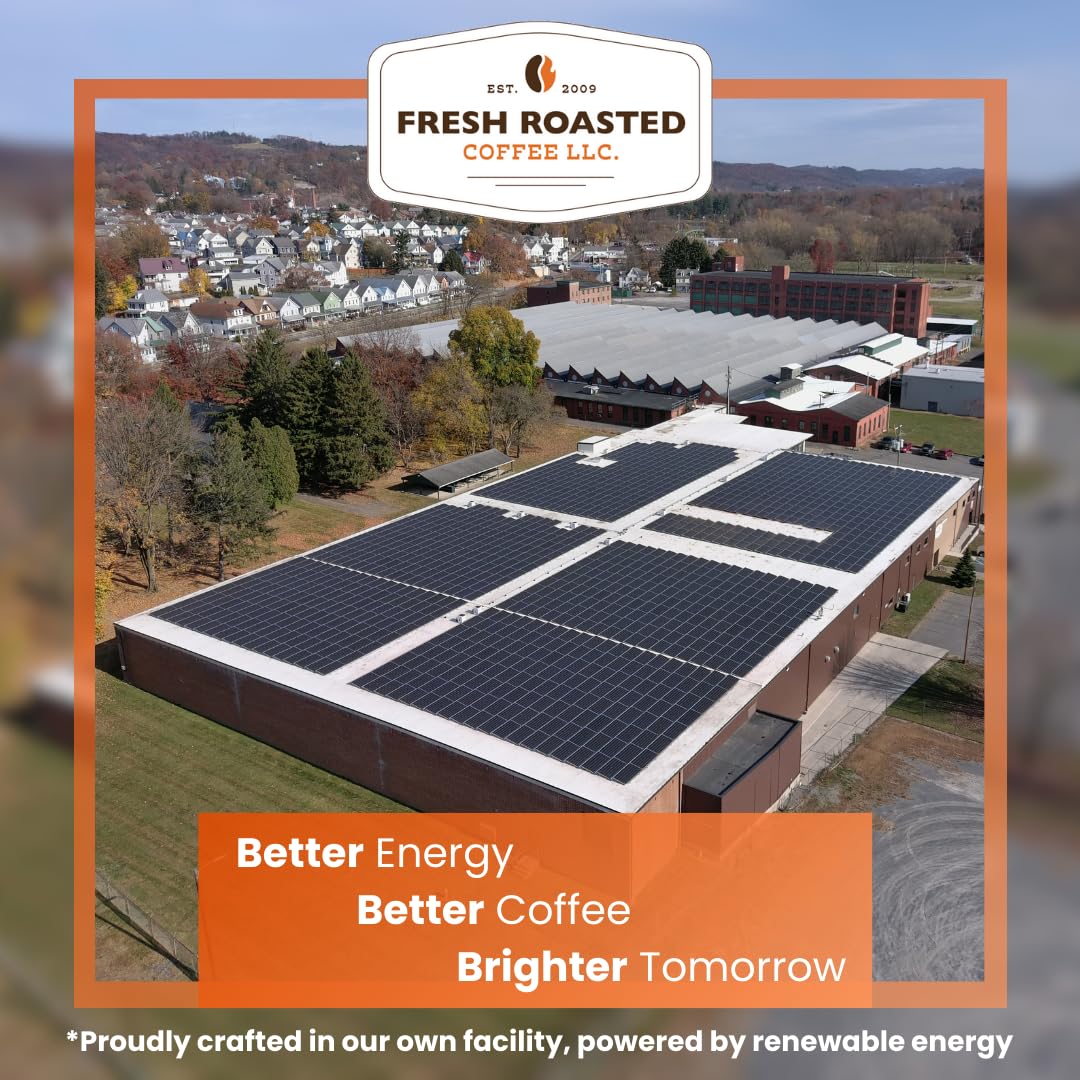 EST. 2009
FRESH ROASTED
COFFEE LLC.
Better Energy
Better Coffee
Brighter Tomorrow
*Proudly crafted in our own facility, powered by renewable energy